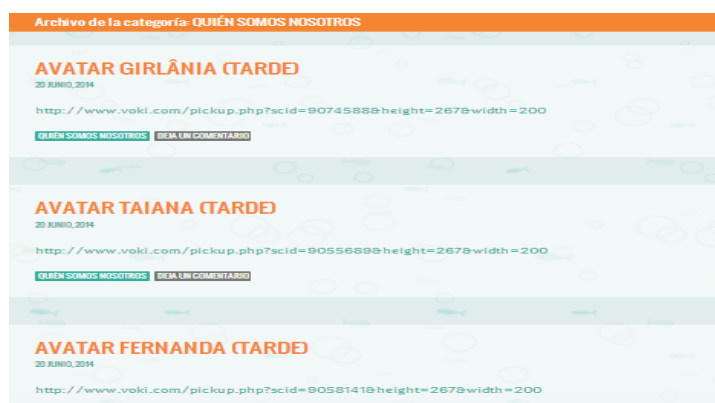 Archivo de la categoría: QUIÉN SOMOS NOSOTROS
AVATAR GIRLÂNIA (TARDE)
20 JUNIO, 2014
http://www.voki.com/pickup.php?scid=9074588&height=267&width=200
QUIÉN SOMOS NOSOTROS DEJA UN COMENTARIO
AVATAR TAIANA (TARDE)
20 JUNIO, 2014
http://www.voki.com/pickup.php?scid=9055689&height=267&width=200
QUIÉN SOMOS NOSOTROS DEJA UN COMENTARIO
AVATAR FERNANDA (TARDE)
20 JUNIO, 2014
http://www.voki.com/pickup.php?scid=9058141&height=267&width=200